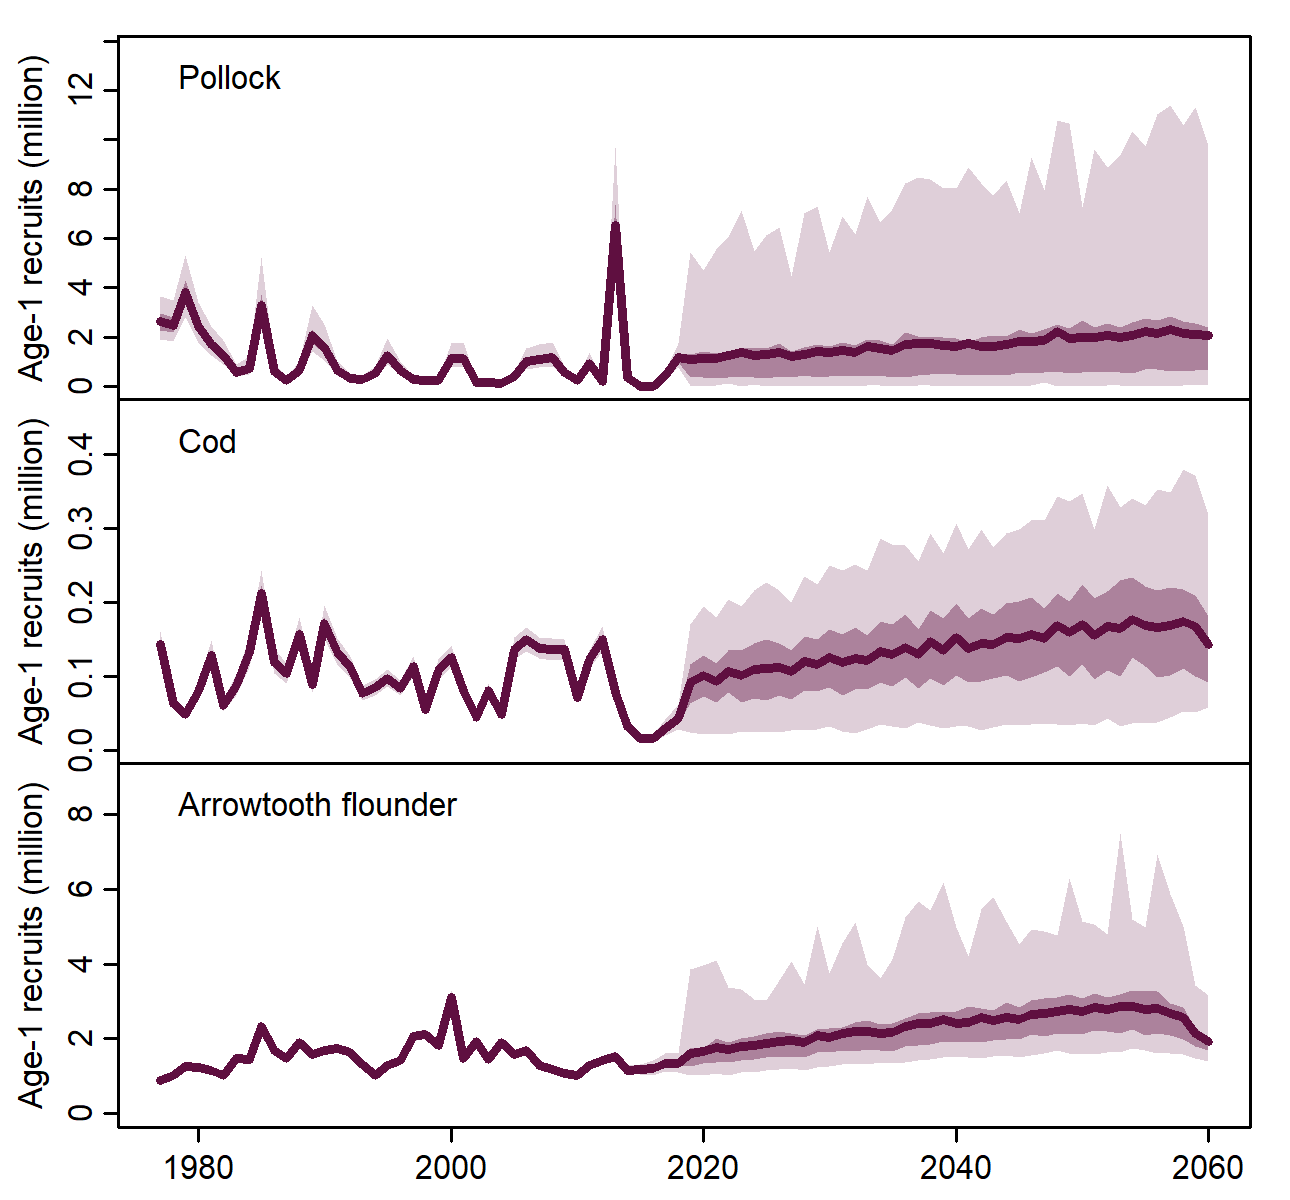 Pollock
Age-1 recruits (million)
12
8
6
4
2
0
Cod
Age-1 recruits (million)
0.4
0.3
0.2
0.1
0.0
Arrowtooth flounder
Age-1 recruits (million)
8
6
4
2
0
1980 2000 2020 2040 2060